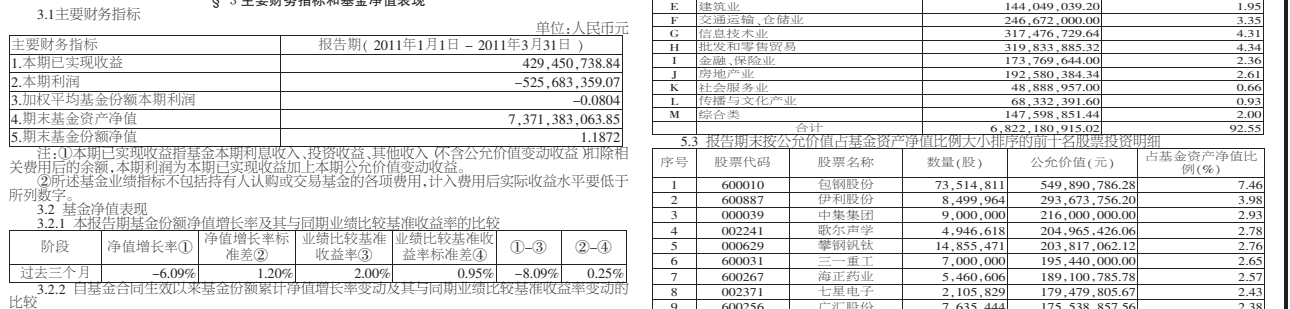 § 3 主要财务指标和基金净值表现
3.1主要财务指标
单位:人民币元
主要财务指标 报告期( 2011年1月1日 – 2011年3月31日 )
1.本期已实现收益 429,450,738.84
2.本期利润 –525,683,359.07
3.加权平均基金份额本期利润 –0.0804
4.期末基金资产净值 7,371,383,063.85
5.期末基金份额净值 1.1872
注:①本期已实现收益指基金本期利息收入、投资收益、其他收入 (不含公允价值变动收益 )扣除相
关费用后的余额,本期利润为本期已实现收益加上本期公允价值变动收益。
②所述基金业绩指标不包括持有人认购或交易基金的各项费用,计入费用后实际收益水平要低于
所列数字。
3.2 基金净值表现
3.2.1 本报告期基金份额净值增长率及其与同期业绩比较基准收益率的比较
阶段 净值增长率① 净值增长率标准差② 业绩比较基准收益率③ 业绩比较基准收益率标准差④ ①–③ ②–④
过去三个月 –6.09% 1.20% 2.00% 0.95% –8.09% 0.25%
3.2.2 自基金合同生效以来基金份额累计净值增长率变动及其与同期业绩比较基准收益率变动的
比较
E 建筑业 144,049,039.20 1.95
F 交通运输、仓储业 246,672,000.00 3.35
G 信息技术业 317,476,729.64 4.31
H 批发和零售贸易 319,833,885.32 4.34
I 金融、保险业 173,769,644.00 2.36
J 房地产业 192,580,384.34 2.61
K 社会服务业 48,888,957.00 0.66
L 传播与文化产业 68,332,391.60 0.93
M 综合类 147,598,851.44 2.00
合计 6,822,180,915.02 92.55
5.3 报告期末按公允价值占基金资产净值比例大小排序的前十名股票投资明细
序号 股票代码 股票名称 数量(股) 公允价值(元) 占基金资产净值比例(%)
1 600010 包钢股份 73,514,811 549,890,786.28 7.46
2 600887 伊利股份 8,499,964 293,673,756.20 3.98
3 000039 中集集团 9,000,000 216,000,000.00 2.93
4 002241 歌尔声学 4,946,618 204,965,426.06 2.78
5 000629 攀钢钒钛 14,855,471 203,817,062.12 2.76
6 600031 三一重工 7,000,000 195,440,000.00 2.65
7 600267 海正药业 5,460,606 189,100,785.78 2.57
8 002371 七星电子 2,105,829 179,479,805.67 2.43
9 600256 广汇股份 7,635,444 175,538,857.56 2.38